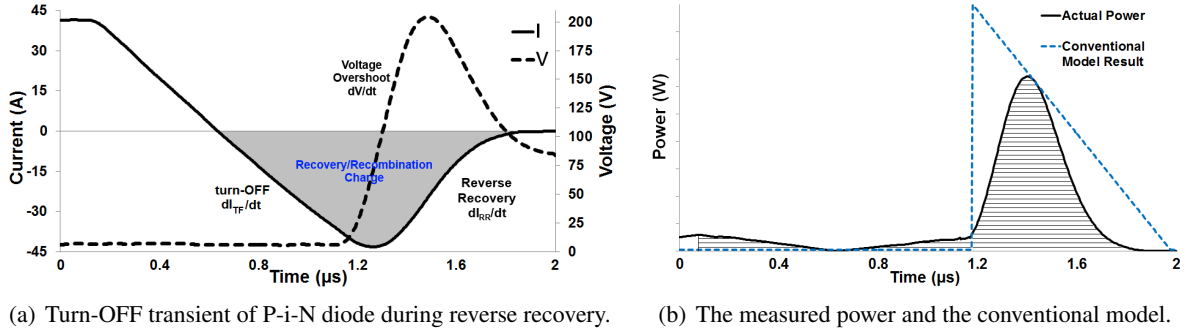 45
30
15
0
-15
-30
-45
Current (A)
0
0.4
0.8
1.2
1.6
2
Time (µs)
200
175
150
125
100
75
50
25
0
Voltage (V)
I
V
Voltage
Overshoot
dV/dt
Recovery/Recombination
Charge
turn-OFF
dI_TF/dt
Reverse
Recovery
dI_RR/dt
(a) Turn-OFF transient of P-i-N diode during reverse recovery.
Power (W)
0
0.4
0.8
1.2
1.6
2
Time (µs)
Actual Power
Conventional
Model Result
(b) The measured power and the conventional model.